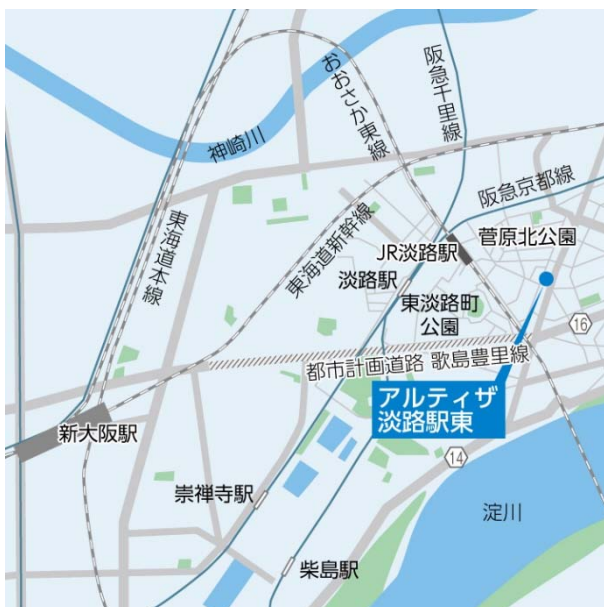 神崎川
おおさか東線
阪急千里線
阪急京都線
東海道本線
東海道新幹線
JR淡路駅
菅原北公園
淡路駅
東淡路町
公園
16
都市計画道路 歌島豊里線
アルティザ
淡路駅東
新大阪駅
14
崇禅寺駅
淀川
柴島駅